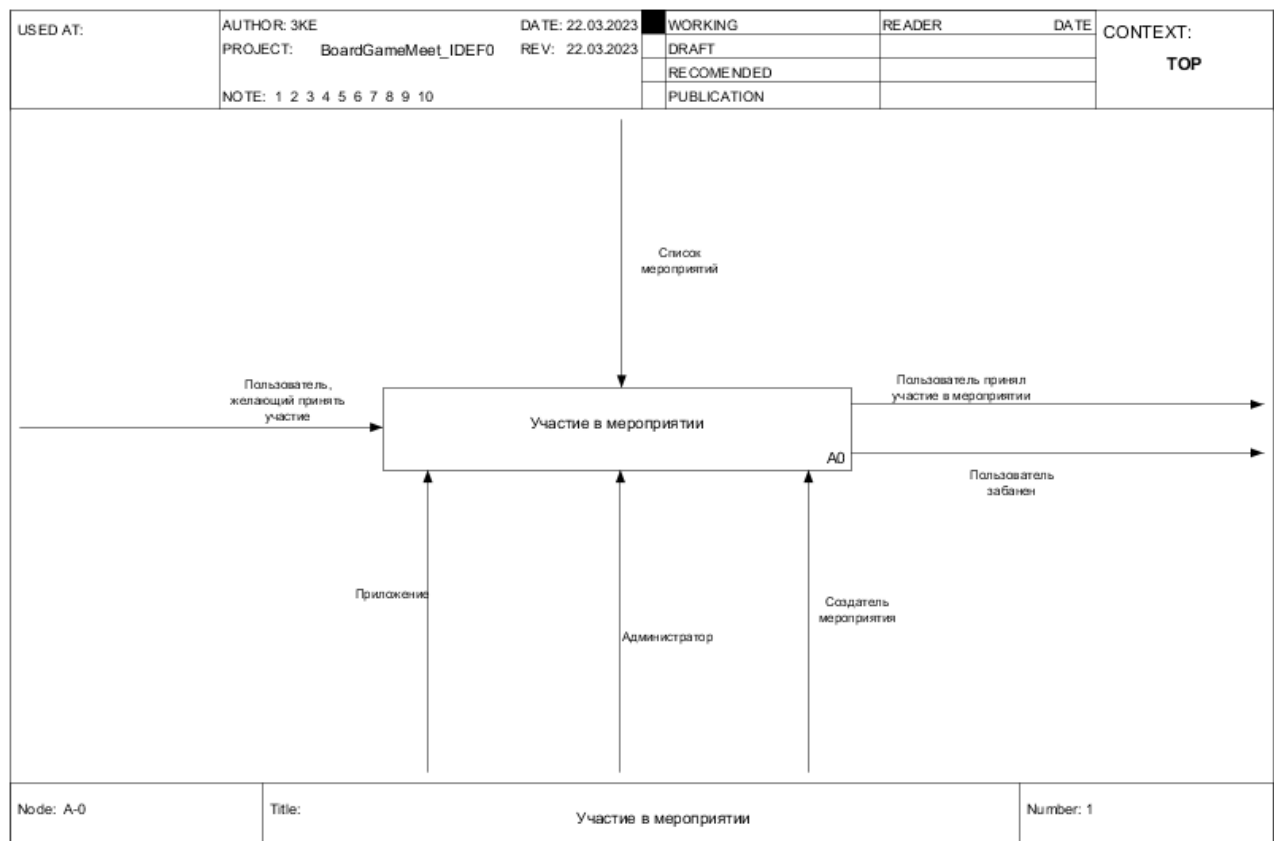 USED AT:
AUTHOR: 3KE
DATE: 22.03.2023
WORKING
READER
DATE
CONTEXT:
PROJECT: BoardGameMeet_IDEF0
REV: 22.03.2023
DRAFT
TOP
RECOMENDED
NOTE: 1 2 3 4 5 6 7 8 9 10
PUBLICATION
Список
мероприятий
Пользователь,
желающий принять
участие
Пользователь принял
участие в мероприятии
Участие в мероприятии
A0
Пользователь
забанен
Приложение
Администратор
Создатель
мероприятия
Node: A-0
Title:
Участие в мероприятии
Number: 1